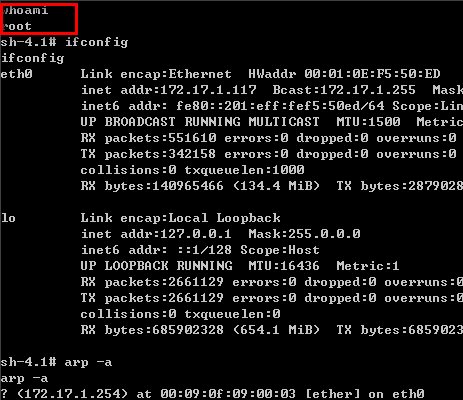 whoami
root
sh-4.1# ifconfig
ifconfig
eth0 Link encap:Ethernet HWaddr 00:01:0E:F5:50:ED
inet addr:172.17.1.117 Bcast:172.17.1.255 Mask
inet6 addr: fe80::201:eff:fef5:50ed/64 Scope:Lin
UP BROADCAST RUNNING MULTICAST MTU:1500 Metric
RX packets:551610 errors:0 dropped:0 overruns:0
TX packets:342158 errors:0 dropped:0 overruns:0
collisions:0 txqueuelen:1000
RX bytes:140965466 (134.4 MiB) TX bytes:2879028
lo Link encap:Local Loopback
inet addr:127.0.0.1 Mask:255.0.0.0
inet6 addr: ::1/128 Scope:Host
UP LOOPBACK RUNNING MTU:16436 Metric:1
RX packets:2661129 errors:0 dropped:0 overruns:
TX packets:2661129 errors:0 dropped:0 overruns:
collisions:0 txqueuelen:0
RX bytes:685902328 (654.1 MiB) TX bytes:6859023
sh-4.1# arp -a
arp -a
? (172.17.1.254) at 00:09:0f:09:00:03 [ether] on eth0